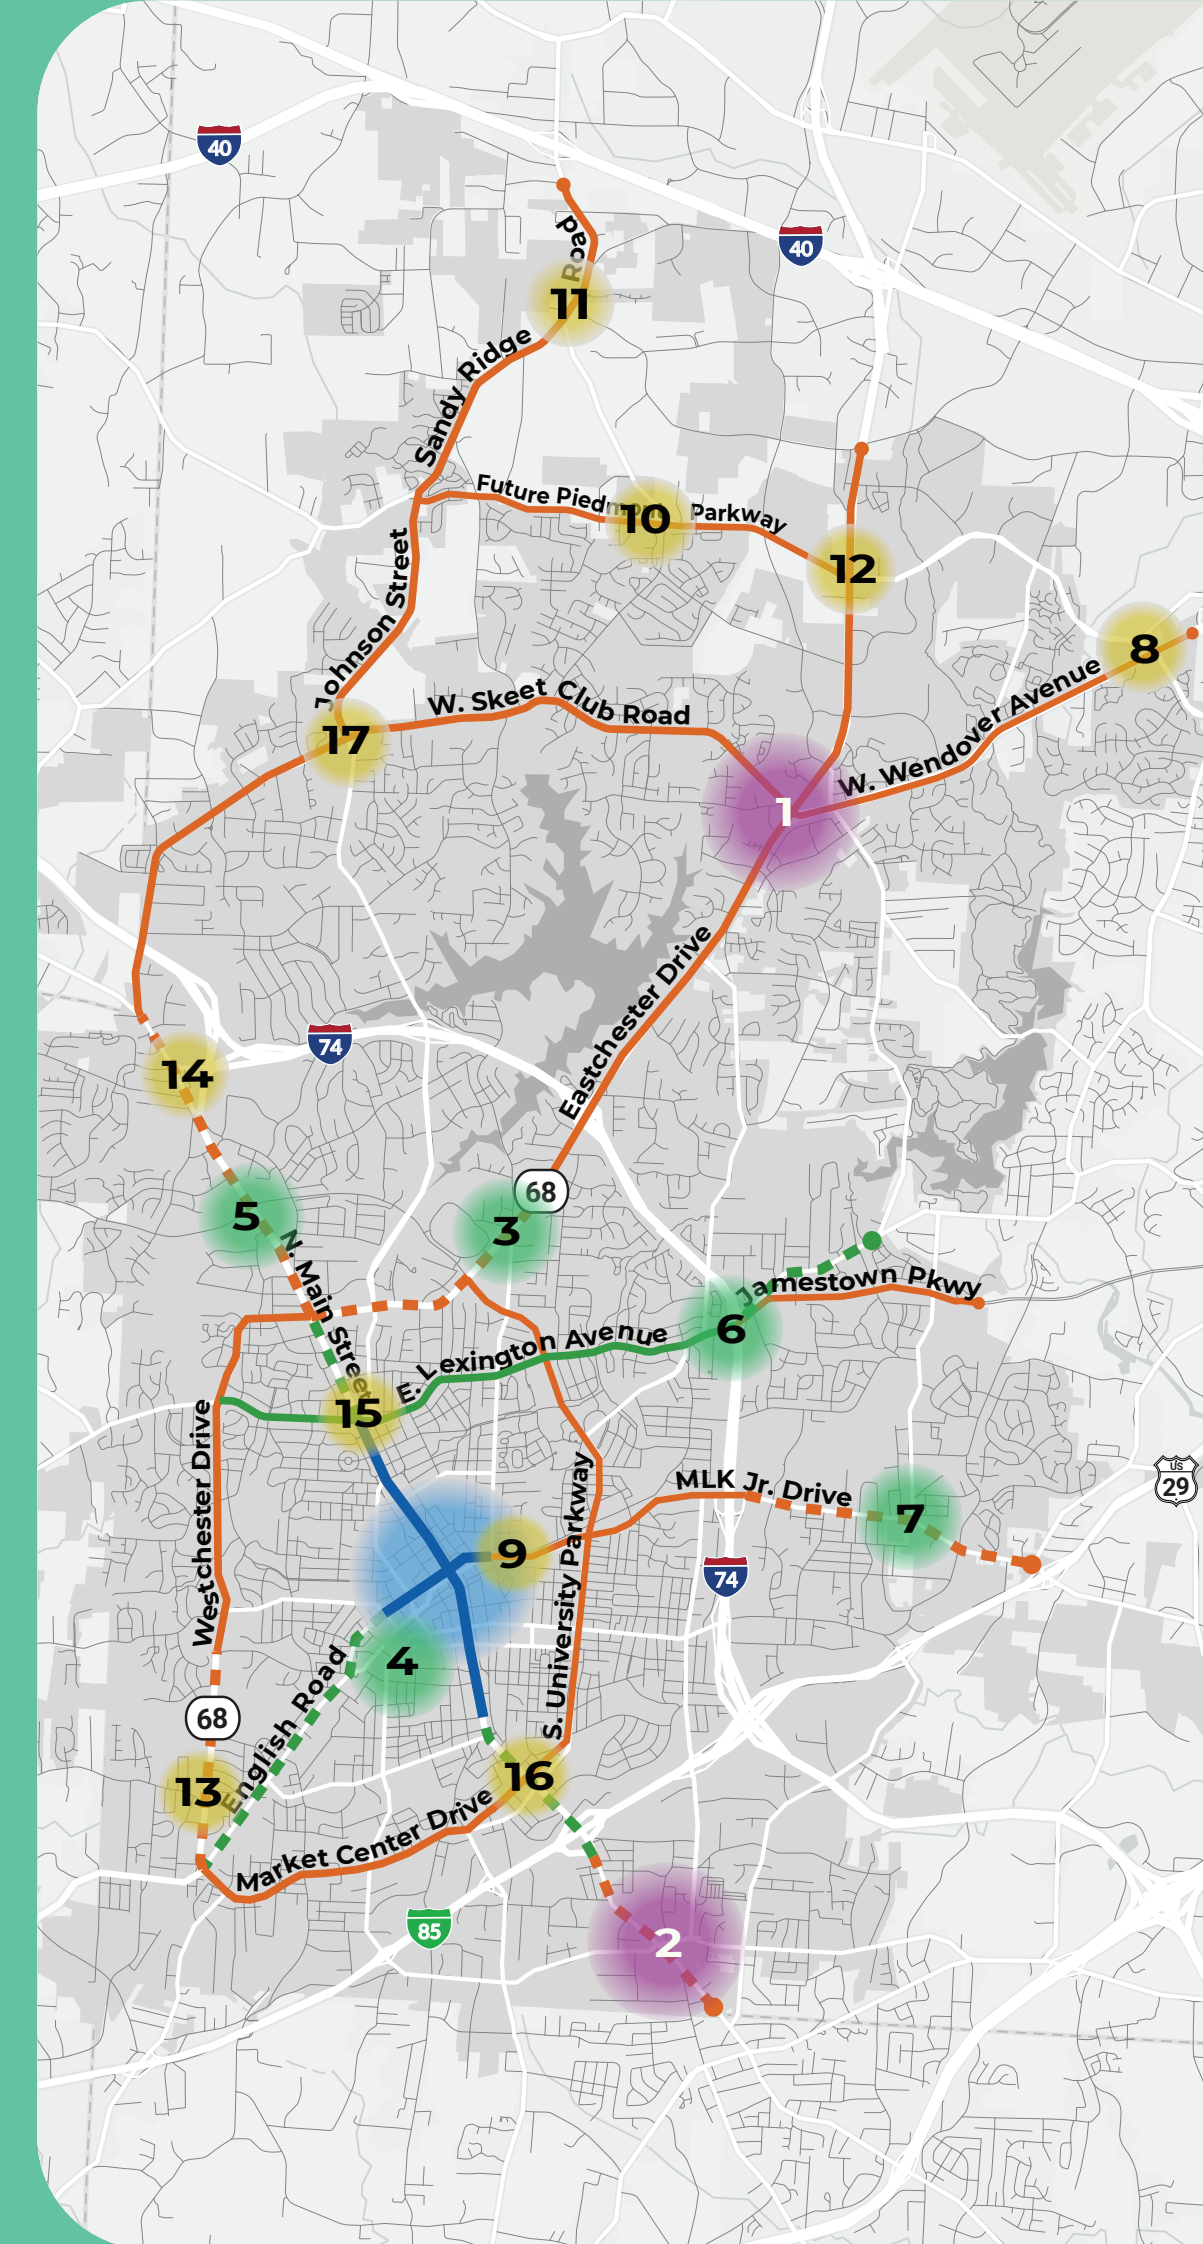 40
40
Road
11
Sandy Ridge
Future Piedmont Parkway
10
12
Johnson Street
8
W. Skeet Club Road
17
W. Wendover Avenue
1
Eastchester Drive
74
14
68
5
3
N. Main Street
Jamestown Pkwy
6
E. Lexington Avenue
15
Westchester Drive
MLK Jr. Drive
US
29
7
S. University Parkway
9
74
4
English Road
68
13
16
Market Center Drive
85
2